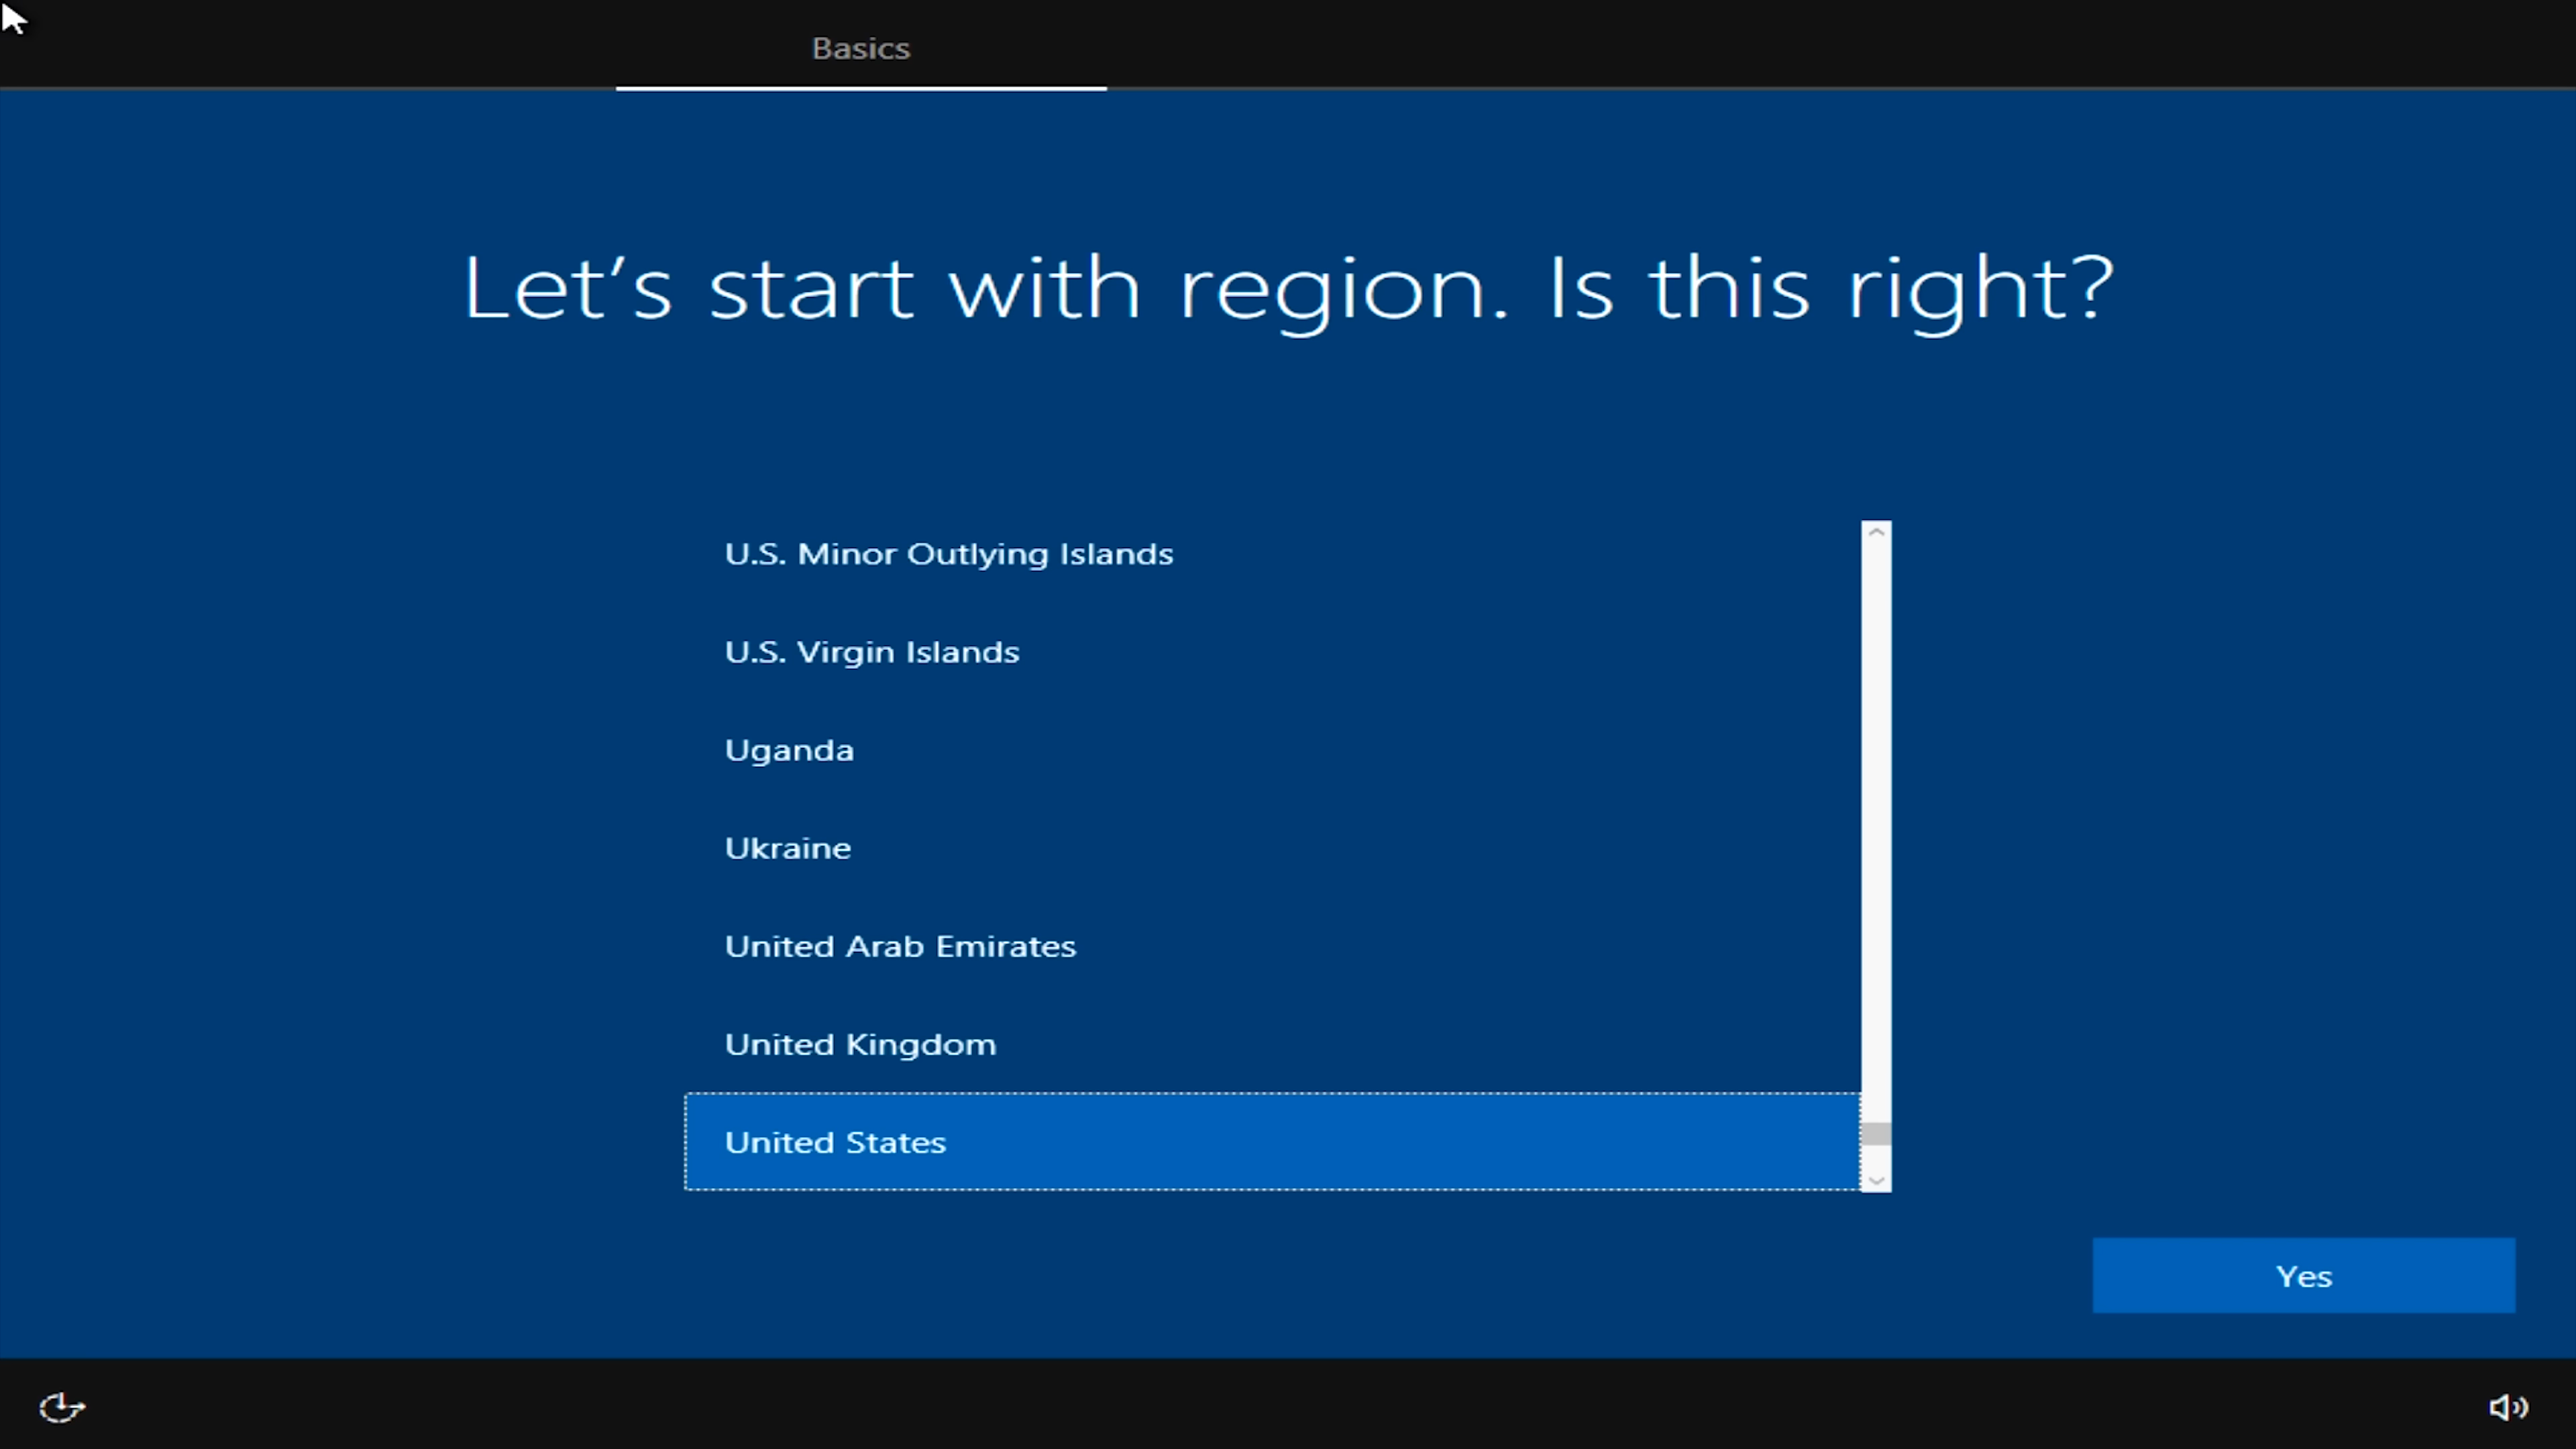 Basics
Let's start with region. Is this right?
U.S. Minor Outlying Islands
U.S. Virgin Islands
Uganda
Ukraine
United Arab Emirates
United Kingdom
United States
Yes